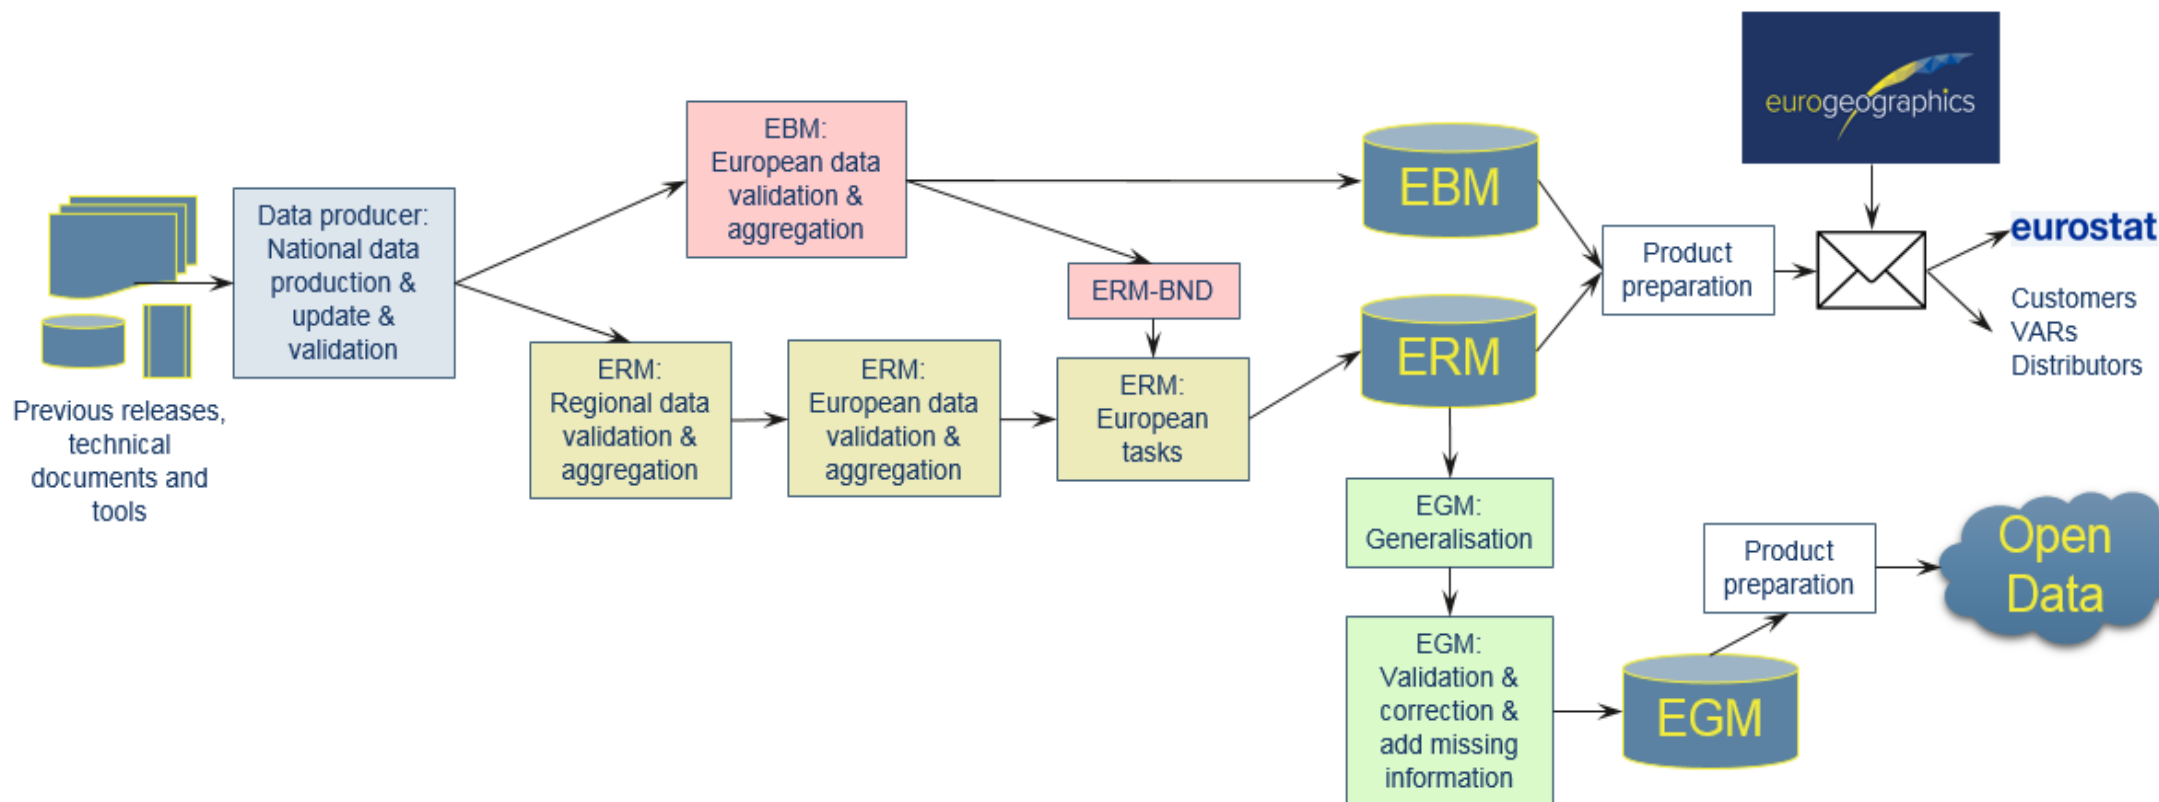 Previous releases,
technical
documents and
tools
Data producer:
National data
production &
update &
validation
EBM:
European data
validation &
aggregation
ERM:
Regional data
validation &
aggregation
ERM:
European data
validation &
aggregation
ERM-BND
ERM:
European
tasks
EBM
ERM
Product
preparation
eurogeographics
eurostat
Customers
VARs
Distributors
EGM:
Generalisation
EGM:
Validation &
correction &
add missing
information
EGM
Product
preparation
Open
Data